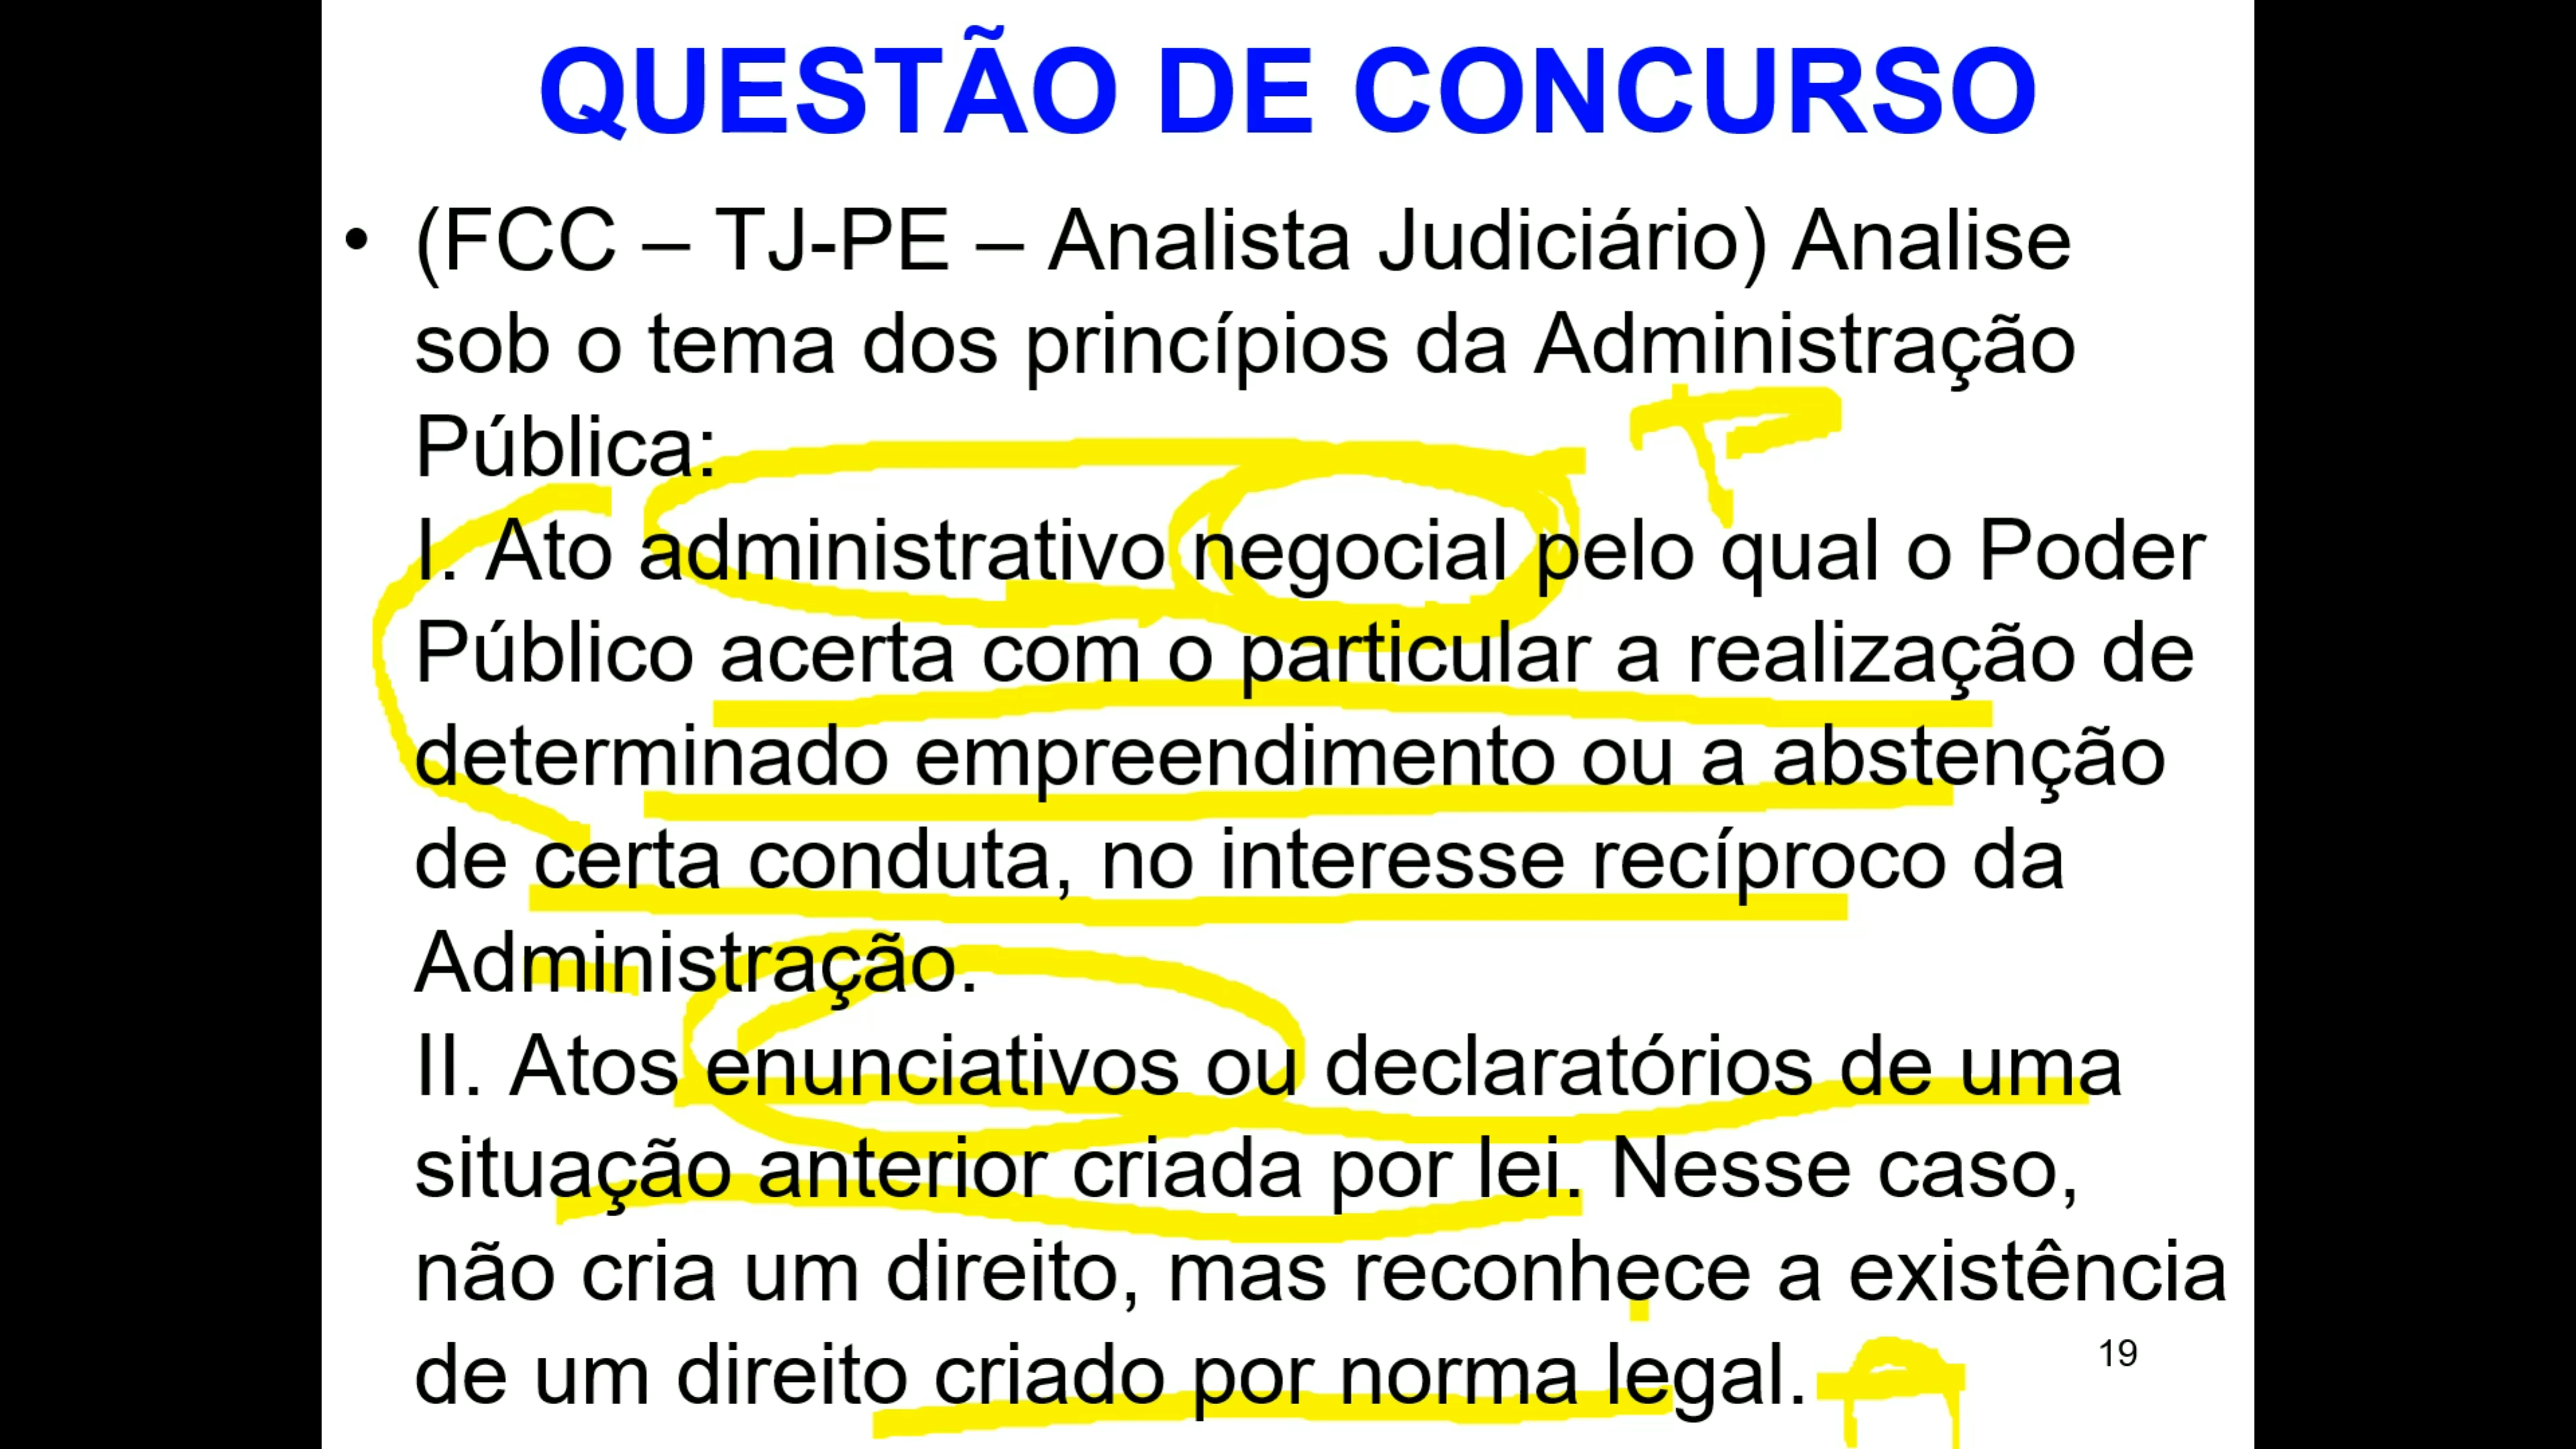 QUESTÃO DE CONCURSO
• (FCC – TJ-PE – Analista Judiciário) Analise
sob o tema dos princípios da Administração
Pública:
I. Ato administrativo negocial pelo qual o Poder
Público acerta com o particular a realização de
determinado empreendimento ou a abstenção
de certa conduta, no interesse recíproco da
Administração.
II. Atos enunciativos ou declaratórios de uma
situação anterior criada por lei. Nesse caso,
não cria um direito, mas reconhece a existência
de um direito criado por norma legal.
19